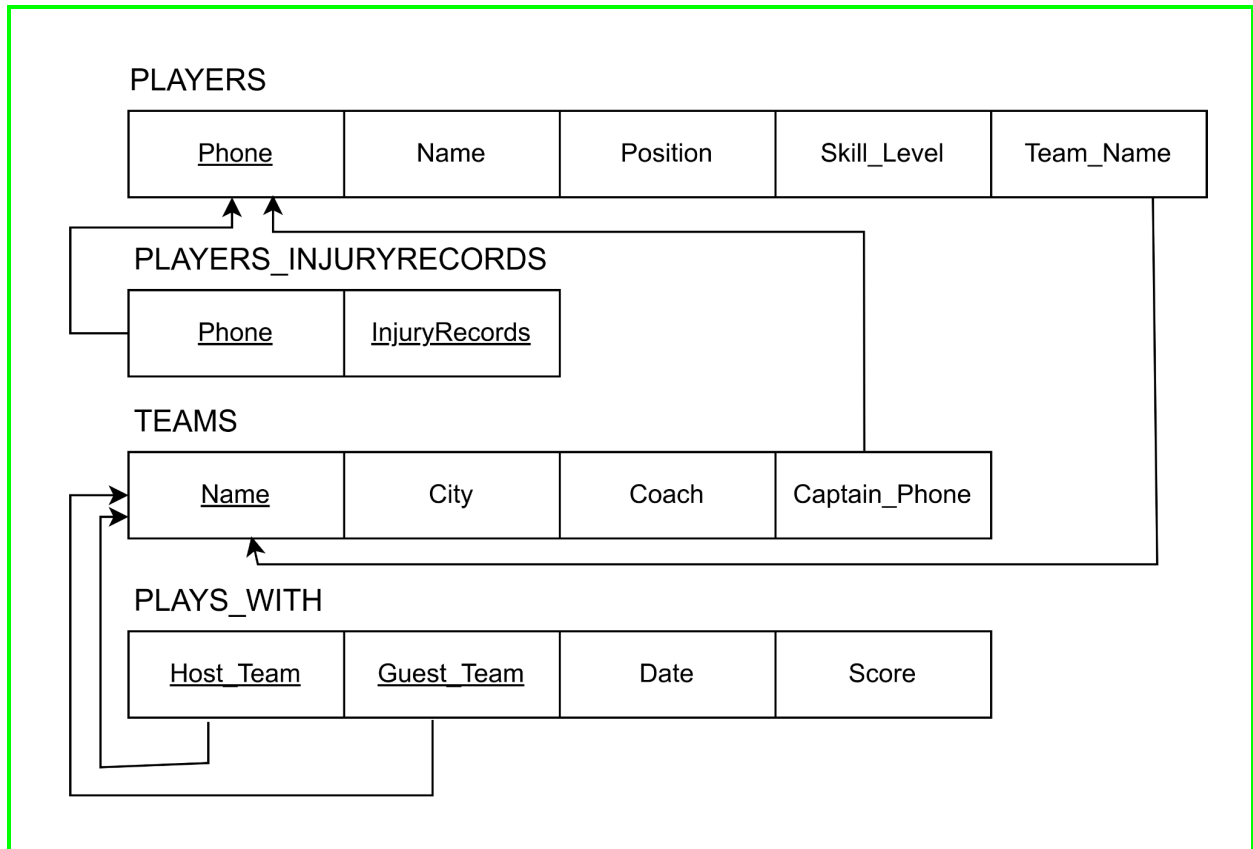 PLAYERS
Phone Name Position Skill_Level Team_Name
PLAYERS_INJURYRECORDS
Phone InjuryRecords
TEAMS
Name City Coach Captain_Phone
PLAYS_WITH
Host_Team Guest_Team Date Score